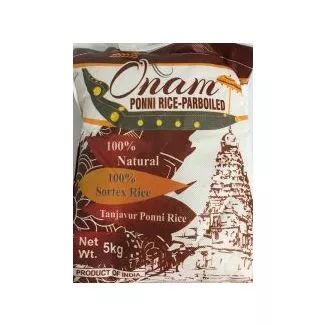 Onam
PONNI RICE-PARBOILED
100%
Natural
100%
Sortex Rice
Tanjavur Ponni Rice
Net
Wt. 5kg
PRODUCT OF INDIA